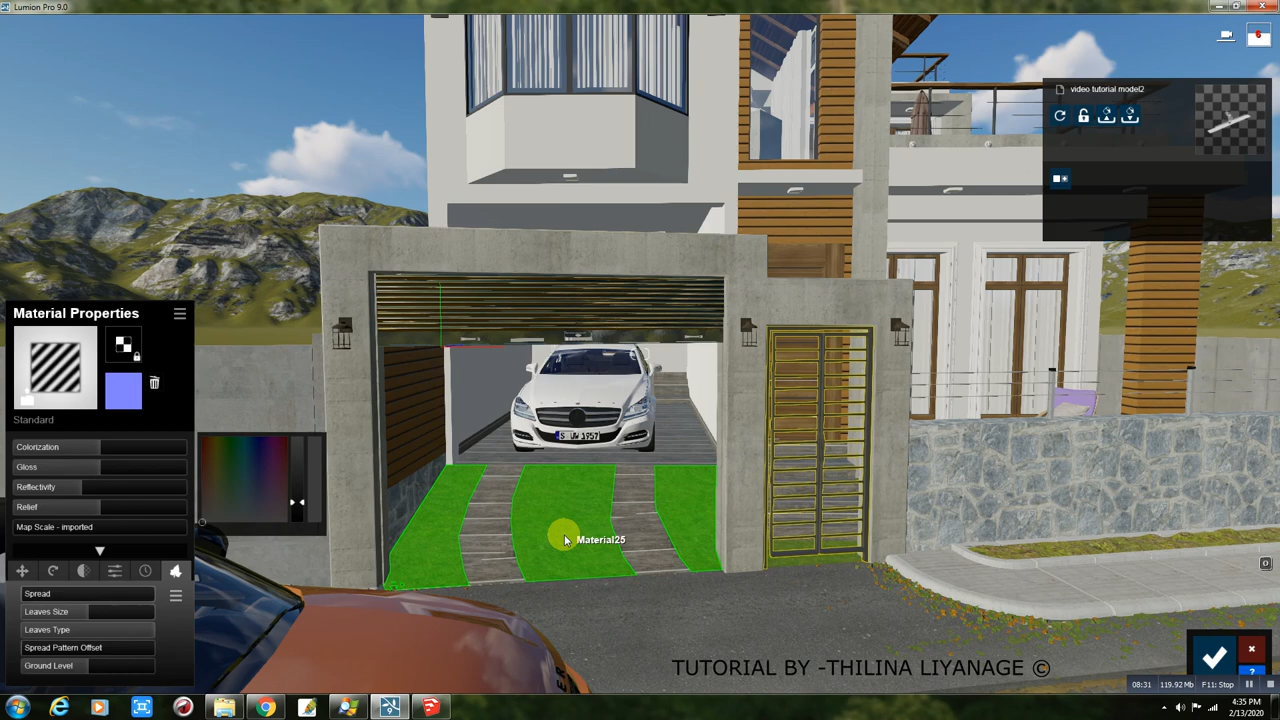 Lumion Pro 9.0
6
video tutorial model2
Material Properties
Standard
Colorization
Gloss
Reflectivity
Relief
Map Scale - imported
Spread
Leaves Size
Leaves Type
Spread Pattern Offset
Ground Level
Material25
TUTORIAL BY -THILINA LIYANAGE ©
?
08:31 119.92 Mb F11: Stop
4:35 PM
2/13/2020